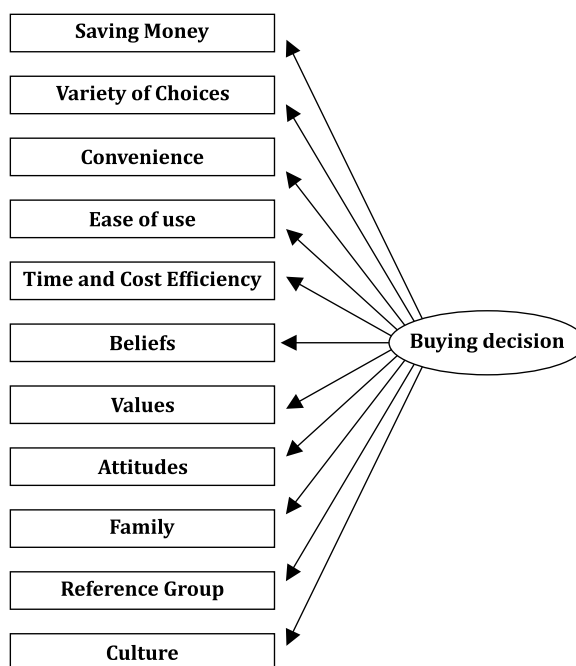 Saving Money
Variety of Choices
Convenience
Ease of use
Time and Cost Efficiency
Beliefs
Buying decision
Values
Attitudes
Family
Reference Group
Culture